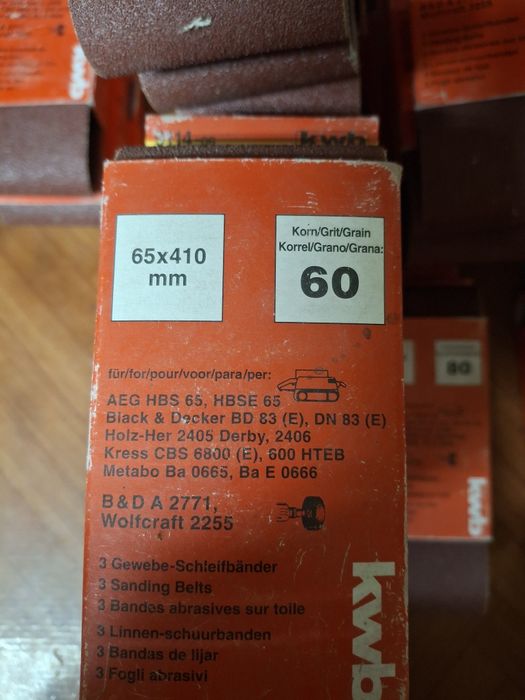 kwb
kwb
65x410
mm
Korn/Grit/Grain
Korrel/Grano/Grana:
60
für/for/pour/voor/para/per:
AEG HBS 65, HBSE 65
Black & Decker BD 83 (E), DN 83 (E)
Holz-Her 2405 Derby, 2406
Kress CBS 6800 (E), 600 HTEB
Metabo Ba 0665, Ba E 0666
B & D A 2771,
Wolfcraft 2255
3 Gewebe-Schleifbänder
3 Sanding Belts
3 Bandes abrasives sur toile
3 Linnen-schuurbanden
3 Bandas de lijar
3 Fogli abrasivi
kwb
80
kwb